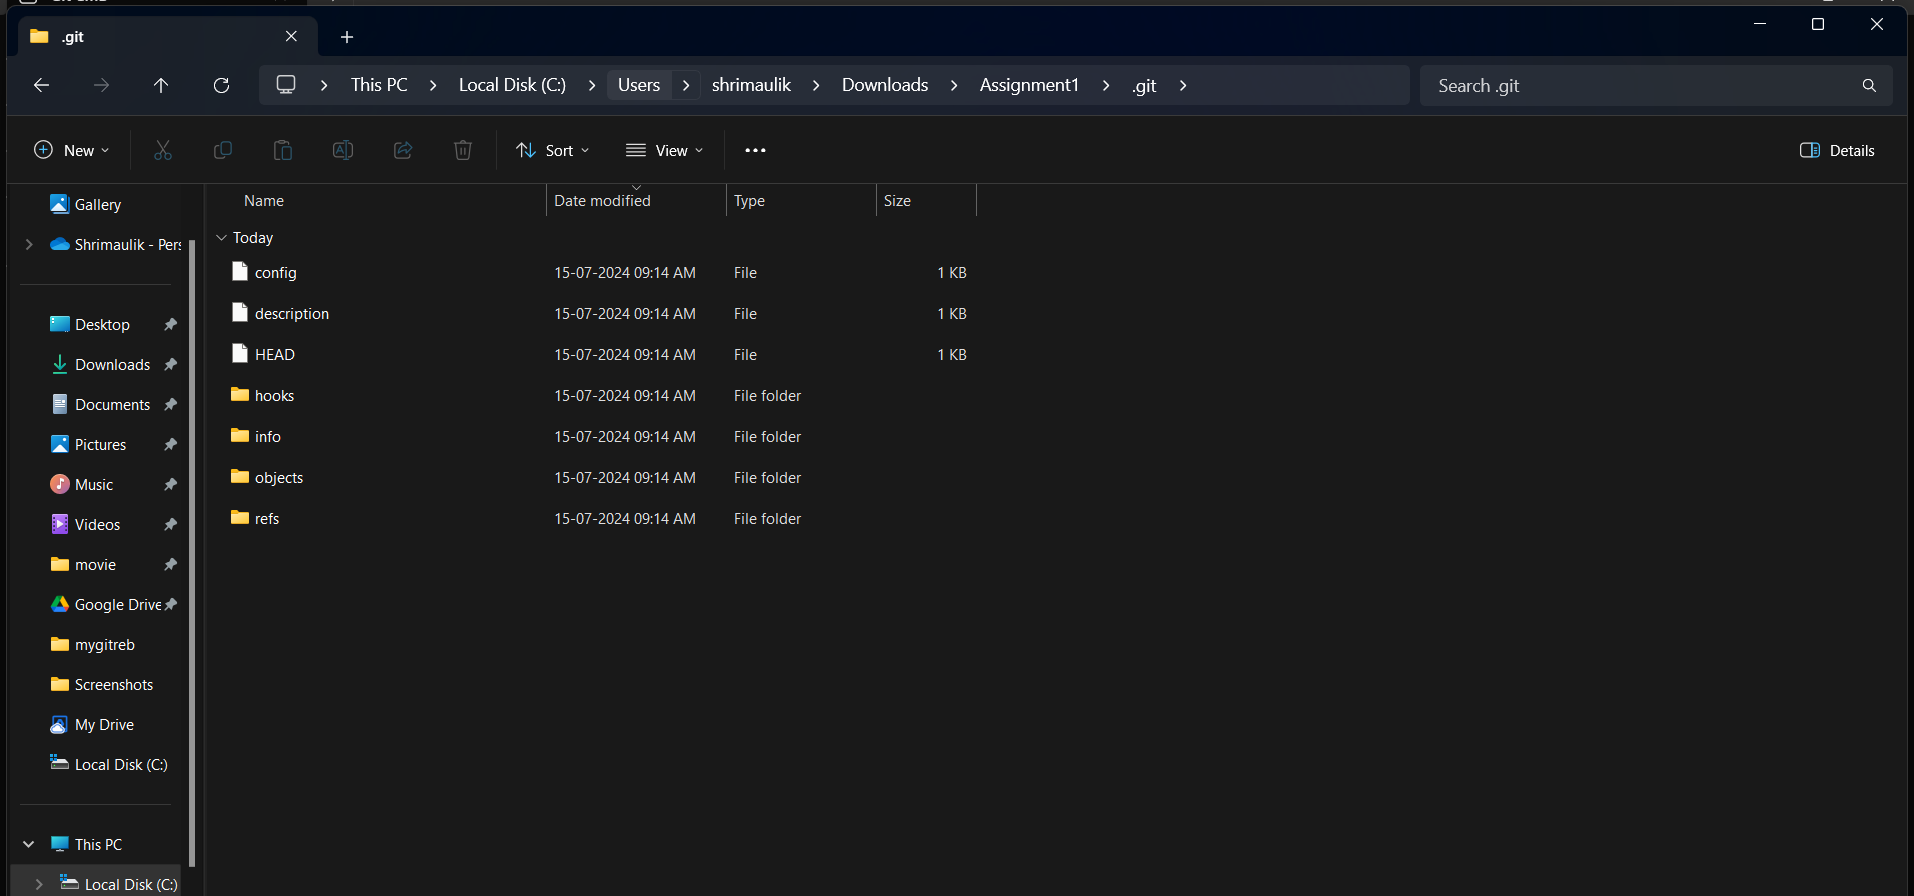 .git
This PC
Local Disk (C:)
Users
shrimaulik
Downloads
Assignment1
.git
Search .git
New
Sort
View
Details
Gallery
Shrimaulik - Pers
Desktop
Downloads
Documents
Pictures
Music
Videos
movie
Google Drive
mygitreb
Screenshots
My Drive
Local Disk (C:)
This PC
Local Disk (C:)
Name Date modified Type Size
Today
config 15-07-2024 09:14 AM File 1 KB
description 15-07-2024 09:14 AM File 1 KB
HEAD 15-07-2024 09:14 AM File 1 KB
hooks 15-07-2024 09:14 AM File folder
info 15-07-2024 09:14 AM File folder
objects 15-07-2024 09:14 AM File folder
refs 15-07-2024 09:14 AM File folder